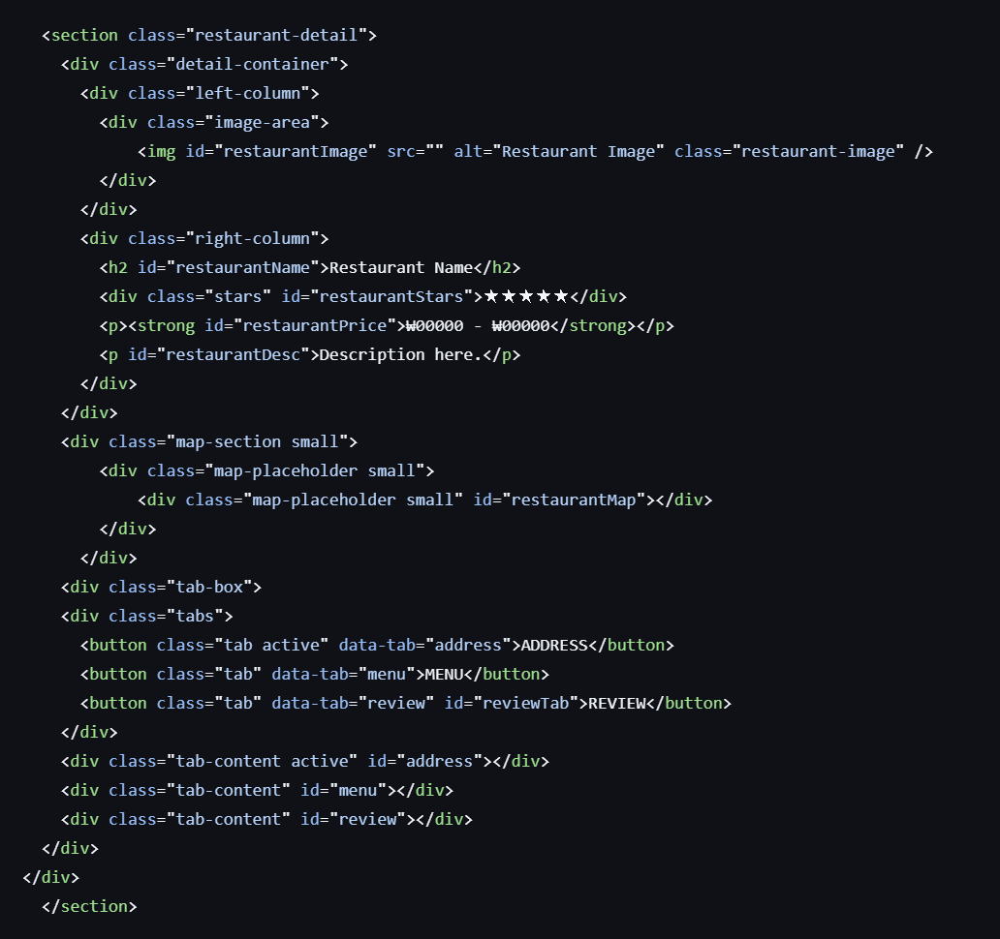 <section class="restaurant-detail">
<div class="detail-container">
<div class="left-column">
<div class="image-area">
<img id="restaurantImage" src="" alt="Restaurant Image" class="restaurant-image" />
</div>
</div>
<div class="right-column">
<h2 id="restaurantName">Restaurant Name</h2>
<div class="stars" id="restaurantStars">★★★★★</div>
<p><strong id="restaurantPrice">₩00000 - ₩00000</strong></p>
<p id="restaurantDesc">Description here.</p>
</div>
</div>
<div class="map-section small">
<div class="map-placeholder small">
<div class="map-placeholder small" id="restaurantMap"></div>
</div>
</div>
<div class="tab-box">
<div class="tabs">
<button class="tab active" data-tab="address">ADDRESS</button>
<button class="tab" data-tab="menu">MENU</button>
<button class="tab" data-tab="review" id="reviewTab">REVIEW</button>
</div>
<div class="tab-content active" id="address"></div>
<div class="tab-content" id="menu"></div>
<div class="tab-content" id="review"></div>
</div>
</div>
</section>